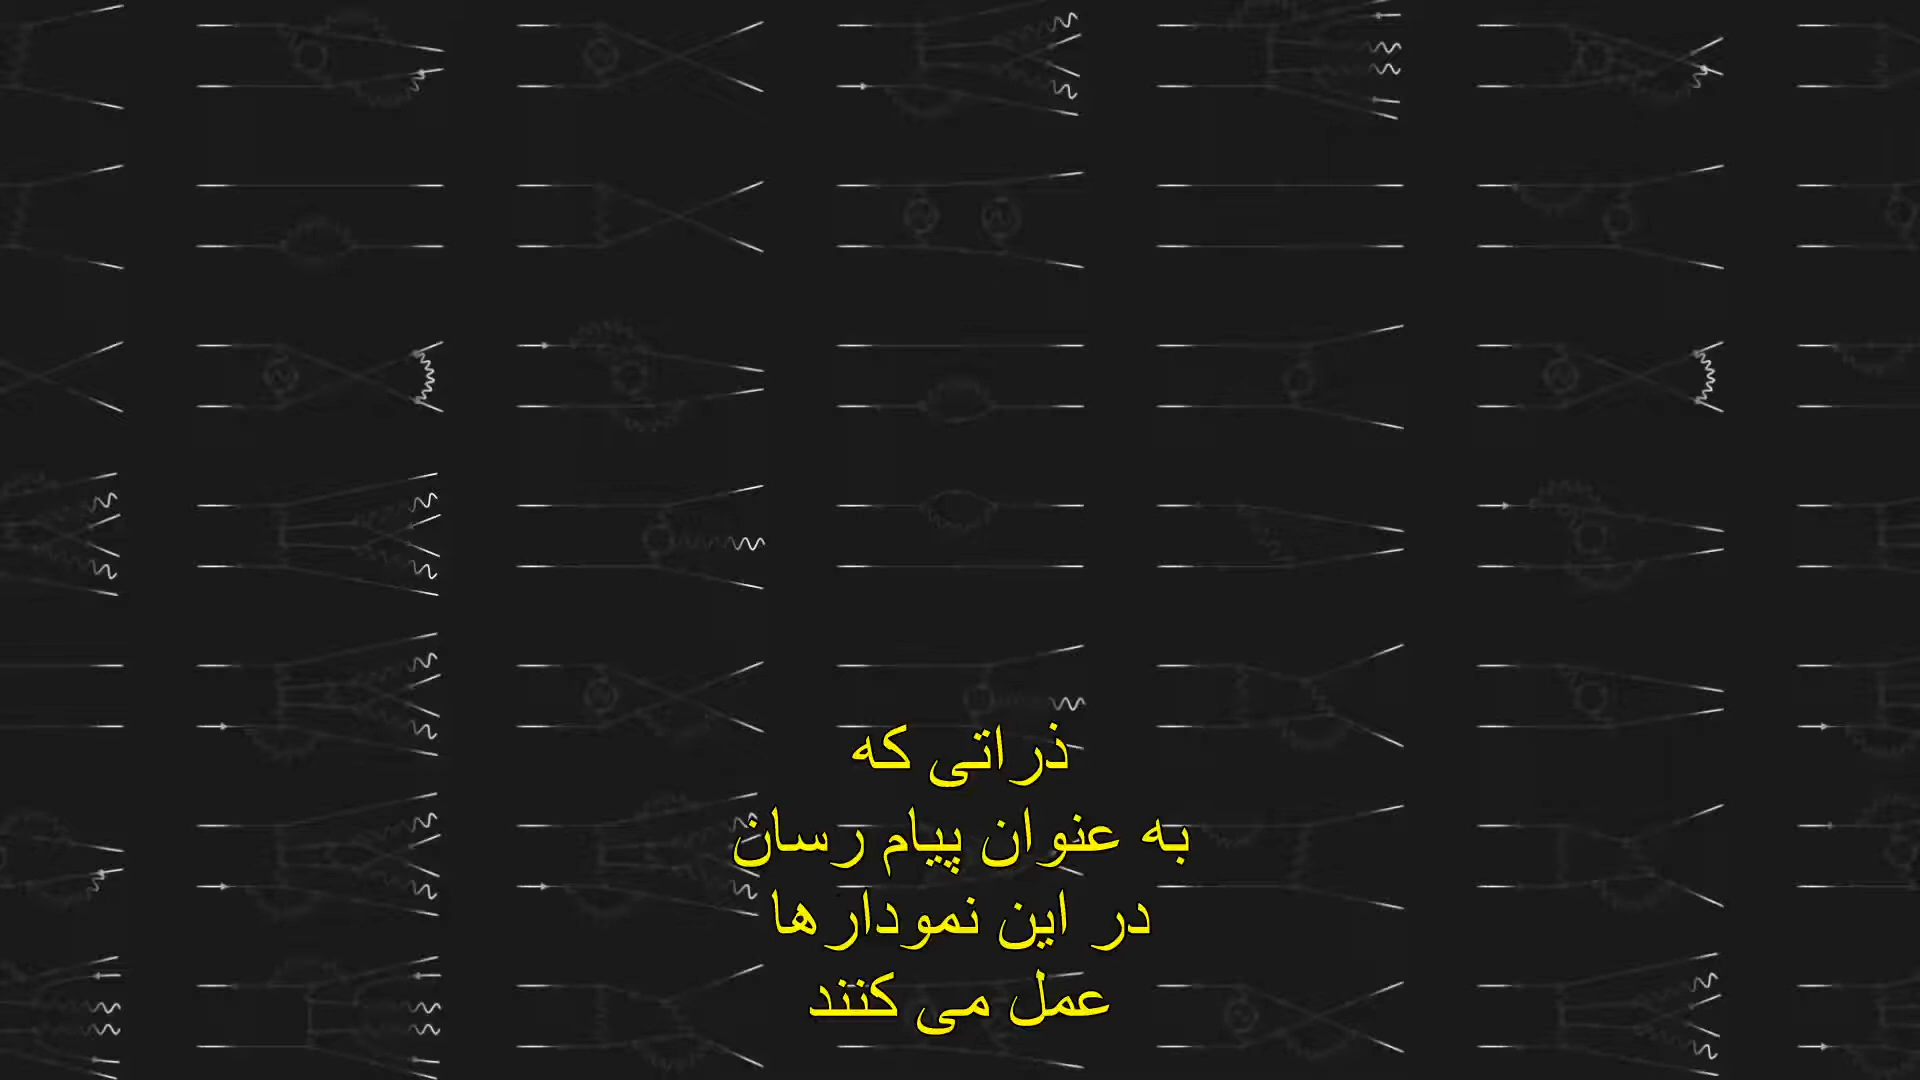 ذراتی که
به عنوان پیام رسان
در این نمودارها
عمل می کنند